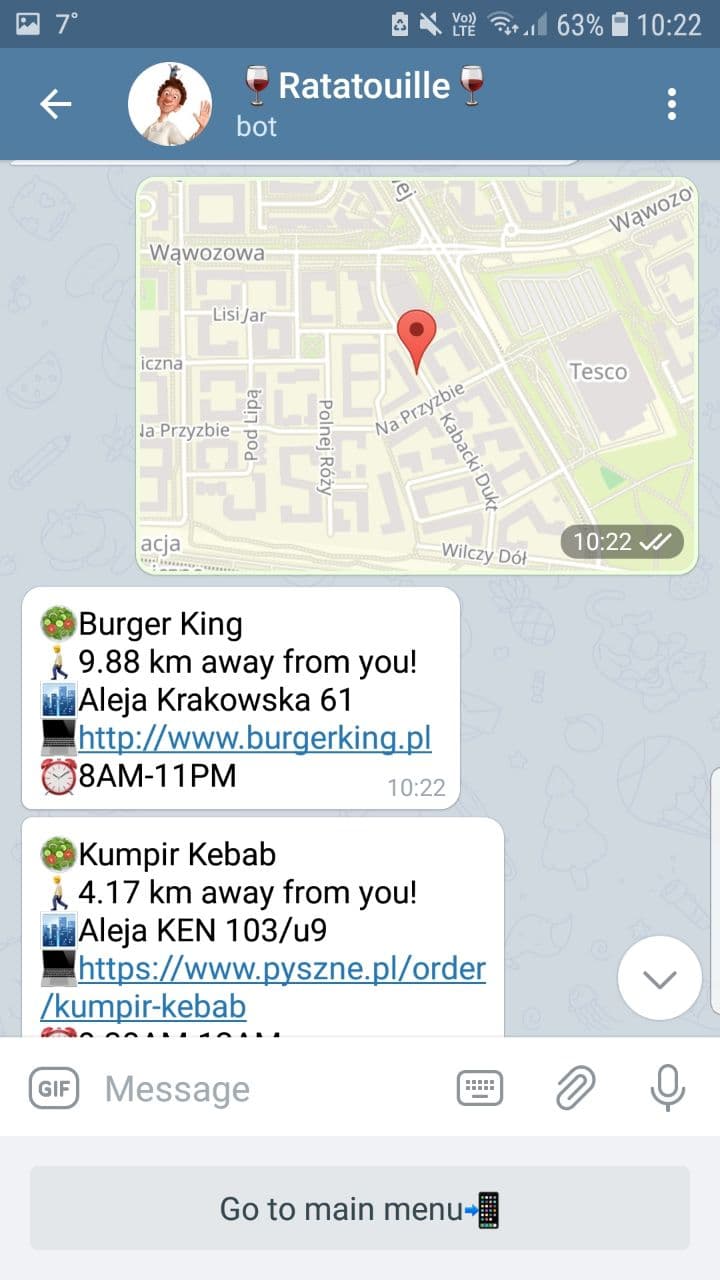 7°
Vo)) LTE 63% 10:22
Ratatouille
bot
ej
Wąwozo
Wąwozowa
Lisi Jar
iczna
Tesco
Na Przyzbie
Pod Lipą
Polnej Róży
Na Przyzbie
Kabacki Dukt
acja
Wilczy Dół
10:22
Burger King
9.88 km away from you!
Aleja Krakowska 61
http://www.burgerking.pl
8AM-11PM
10:22
Kumpir Kebab
4.17 km away from you!
Aleja KEN 103/u9
https://www.pyszne.pl/order
/kumpir-kebab
GIF Message
Go to main menu